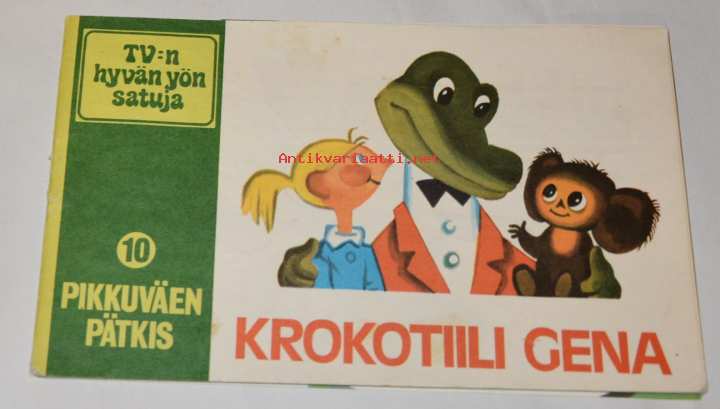 TV:n
hyvän yön
satuja
Antikvariaatti.net
10
PIKKUVÄEN
PÄTKIS
KROKOTIILI GENA